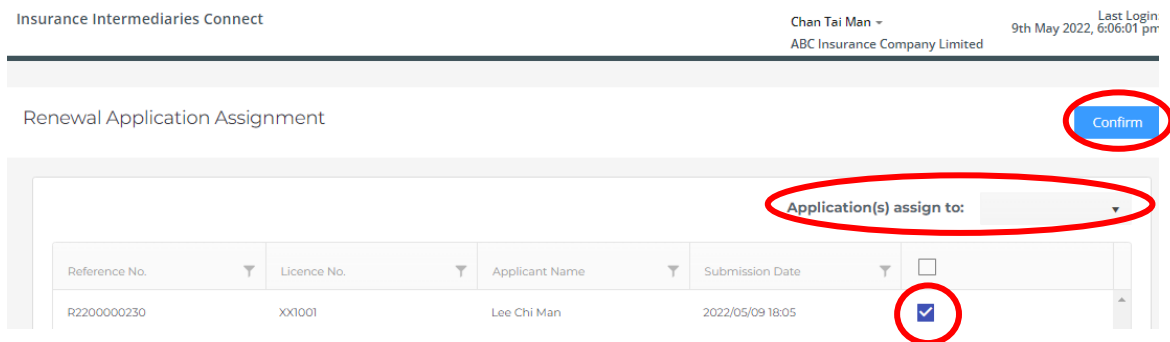 Insurance Intermediaries Connect
Chan Tai Man
ABC Insurance Company Limited
Last Login:
9th May 2022, 6:06:01 pm
Renewal Application Assignment
Confirm
Application(s) assign to:
Reference No. Licence No. Applicant Name Submission Date
R2200000230 XX1001 Lee Chi Man 2022/05/09 18:05